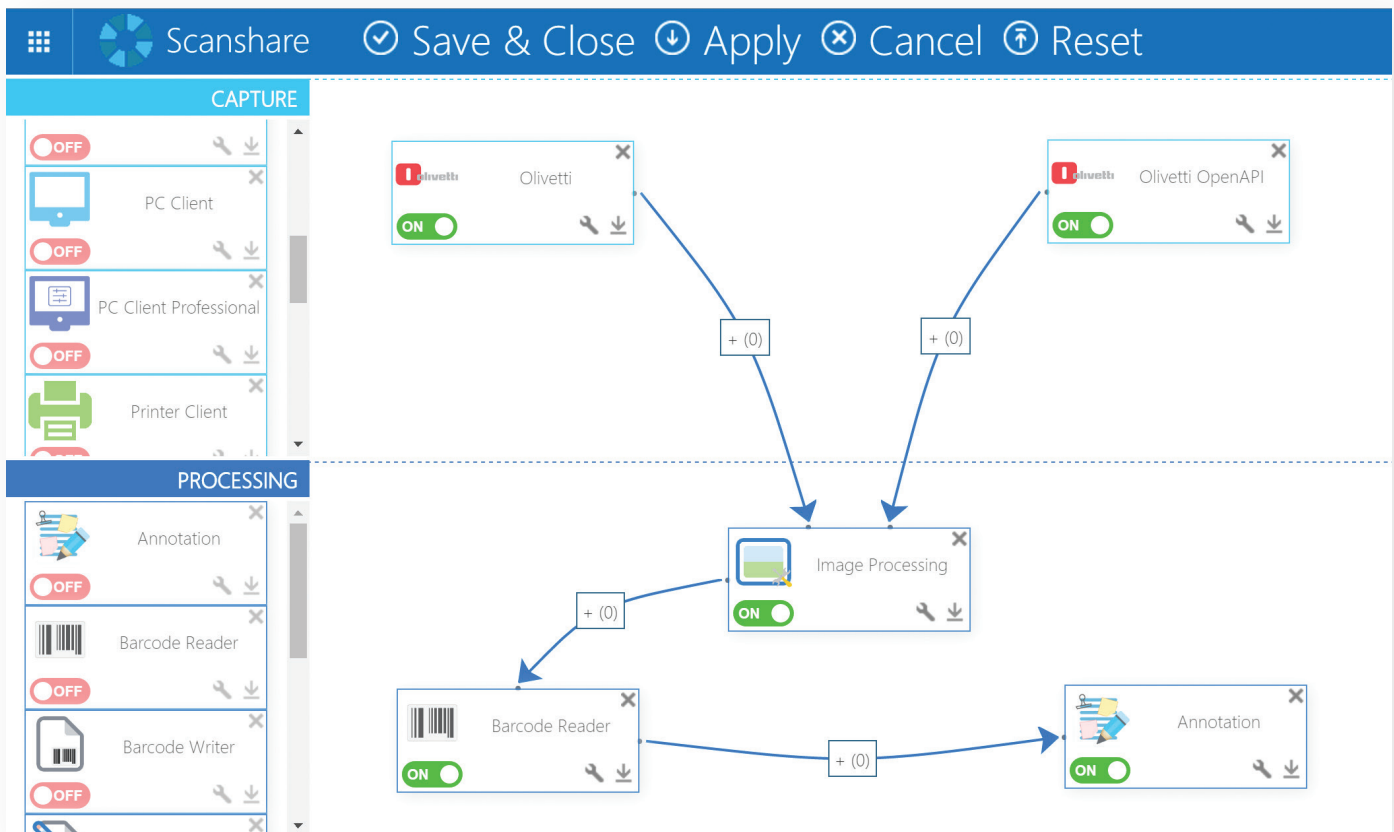 Scanshare Save & Close Apply Cancel Reset
CAPTURE
OFF
PC Client
OFF
PC Client Professional
OFF
Printer Client
olivetti Olivetti
ON
olivetti Olivetti OpenAPI
ON
+ (0)
+ (0)
PROCESSING
Annotation
OFF
Barcode Reader
OFF
Barcode Writer
OFF
Image Processing
ON
+ (0)
Barcode Reader
ON
+ (0)
Annotation
ON